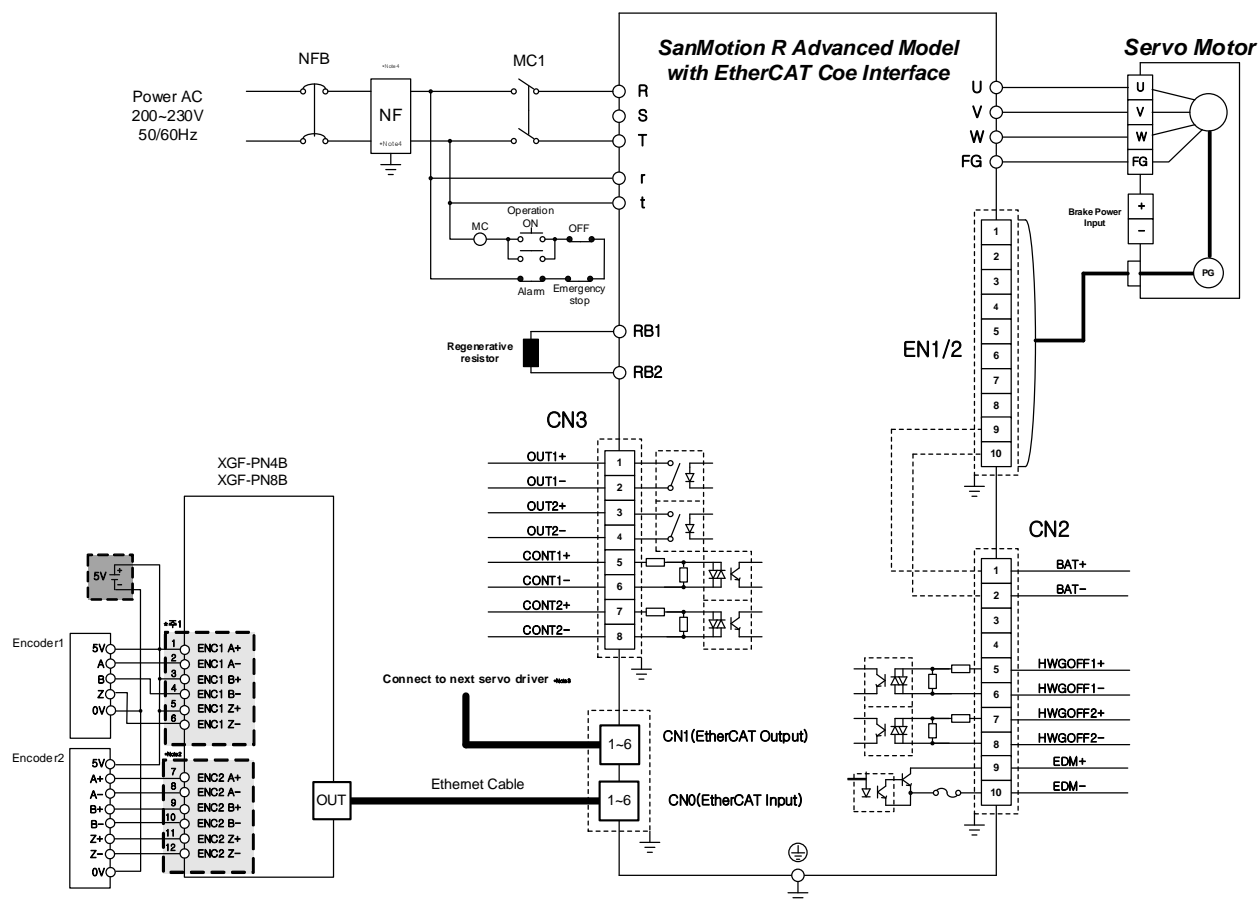 SanMotion R Advanced Model
with EtherCAT Coe Interface
Servo Motor
NFB
*Note4
NF
*Note4
MC1
Power AC
200~230V
50/60Hz
R
S
T
r
t
Operation
ON
MC
OFF
Alarm
Emergency
stop
Regenerative
resistor
RB1
RB2
U
V
W
FG
U
V
W
FG
Brake Power
Input
+
−
PG
EN1/2
1
2
3
4
5
6
7
8
9
10
CN3
OUT1+
1
OUT1−
2
OUT2+
3
OUT2−
4
CONT1+
5
CONT1−
6
CONT2+
7
CONT2−
8
CN2
1
BAT+
2
BAT−
3
4
5
HWGOFF1+
6
HWGOFF1−
7
HWGOFF2+
8
HWGOFF2−
9
EDM+
10
EDM−
XGF-PN4B
XGF-PN8B
5V
+
-
Encoder1
5V
A
B
Z
0V
*주1
1 ENC1 A+
2 ENC1 A−
3 ENC1 B+
4 ENC1 B−
5 ENC1 Z+
6 ENC1 Z−
Encoder2
5V
A+
A−
B+
B−
Z+
Z−
0V
*Note2
7 ENC2 A+
8 ENC2 A−
9 ENC2 B+
10 ENC2 B−
11 ENC2 Z+
12 ENC2 Z−
OUT
Ethernet Cable
Connect to next servo driver
1~6
CN1(EtherCAT Output)
1~6
CN0(EtherCAT Input)